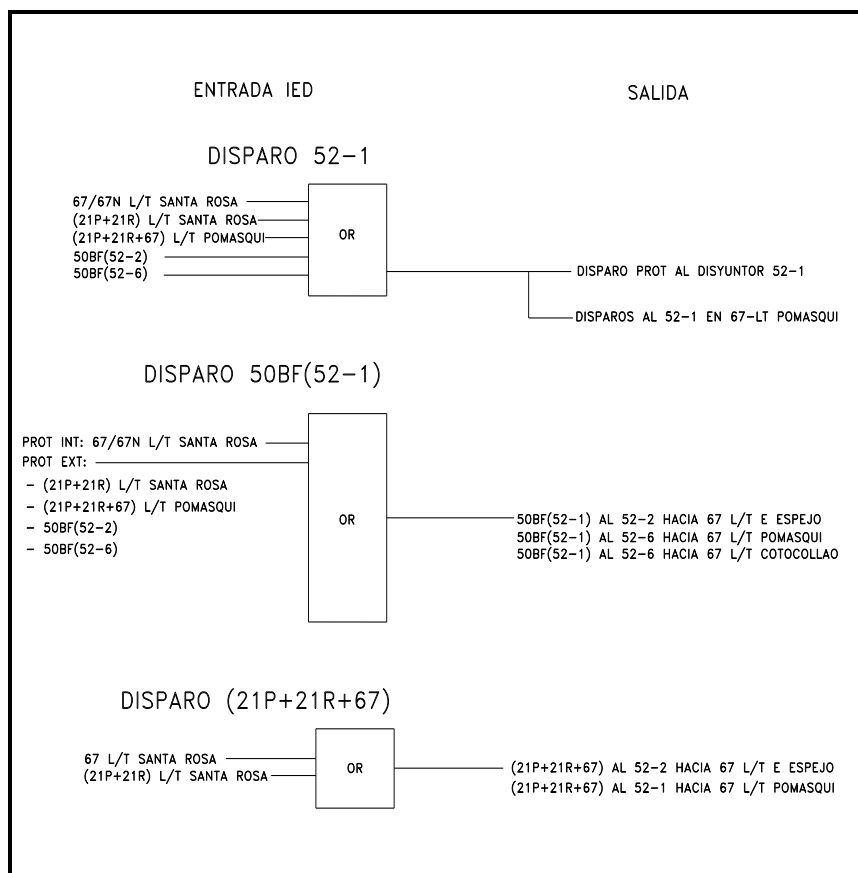 ENTRADA IED
SALIDA
DISPARO 52-1
67/67N L/T SANTA ROSA
(21P+21R) L/T SANTA ROSA
(21P+21R+67) L/T POMASQUI
50BF(52-2)
50BF(52-6)
OR
DISPARO PROT AL DISYUNTOR 52-1
DISPAROS AL 52-1 EN 67-LT POMASQUI
DISPARO 50BF(52-1)
PROT INT: 67/67N L/T SANTA ROSA
PROT EXT:
- (21P+21R) L/T SANTA ROSA
- (21P+21R+67) L/T POMASQUI
- 50BF(52-2)
- 50BF(52-6)
OR
50BF(52-1) AL 52-2 HACIA 67 L/T E ESPEJO
50BF(52-1) AL 52-6 HACIA 67 L/T POMASQUI
50BF(52-1) AL 52-6 HACIA 67 L/T COTOCOLLAO
DISPARO (21P+21R+67)
67 L/T SANTA ROSA
(21P+21R) L/T SANTA ROSA
OR
(21P+21R+67) AL 52-2 HACIA 67 L/T E ESPEJO
(21P+21R+67) AL 52-1 HACIA 67 L/T POMASQUI